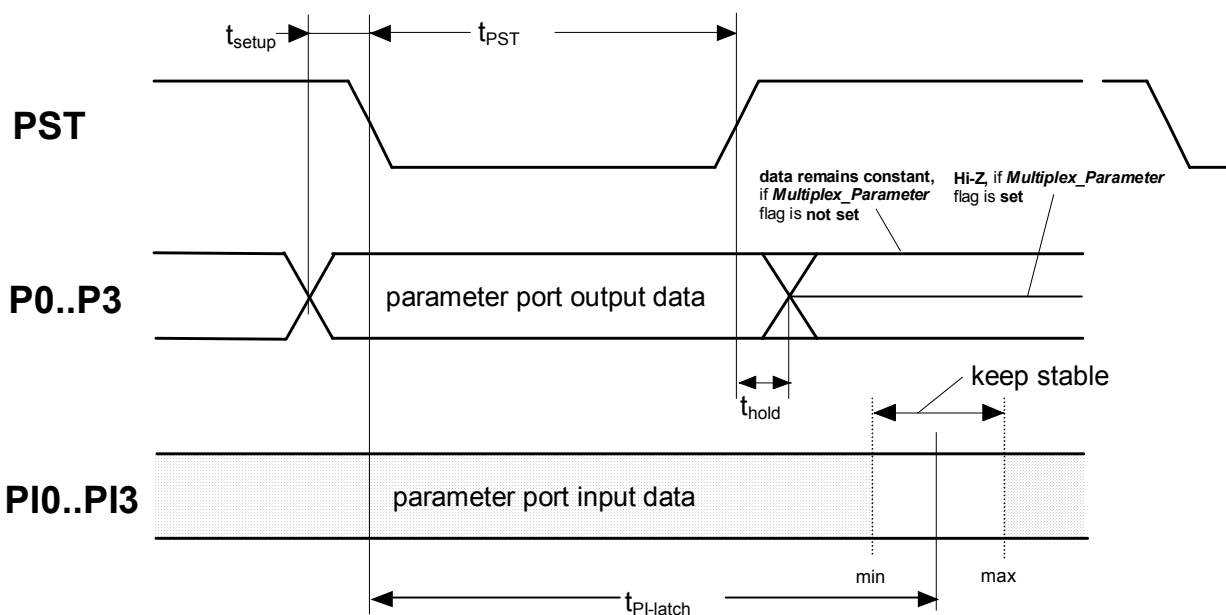 tsetup
tPST
PST
data remains constant,
if Multiplex_Parameter
flag is not set
Hi-Z, if Multiplex_Parameter
flag is set
P0..P3
parameter port output data
keep stable
thold
PI0..PI3
parameter port input data
min
max
tPI-latch